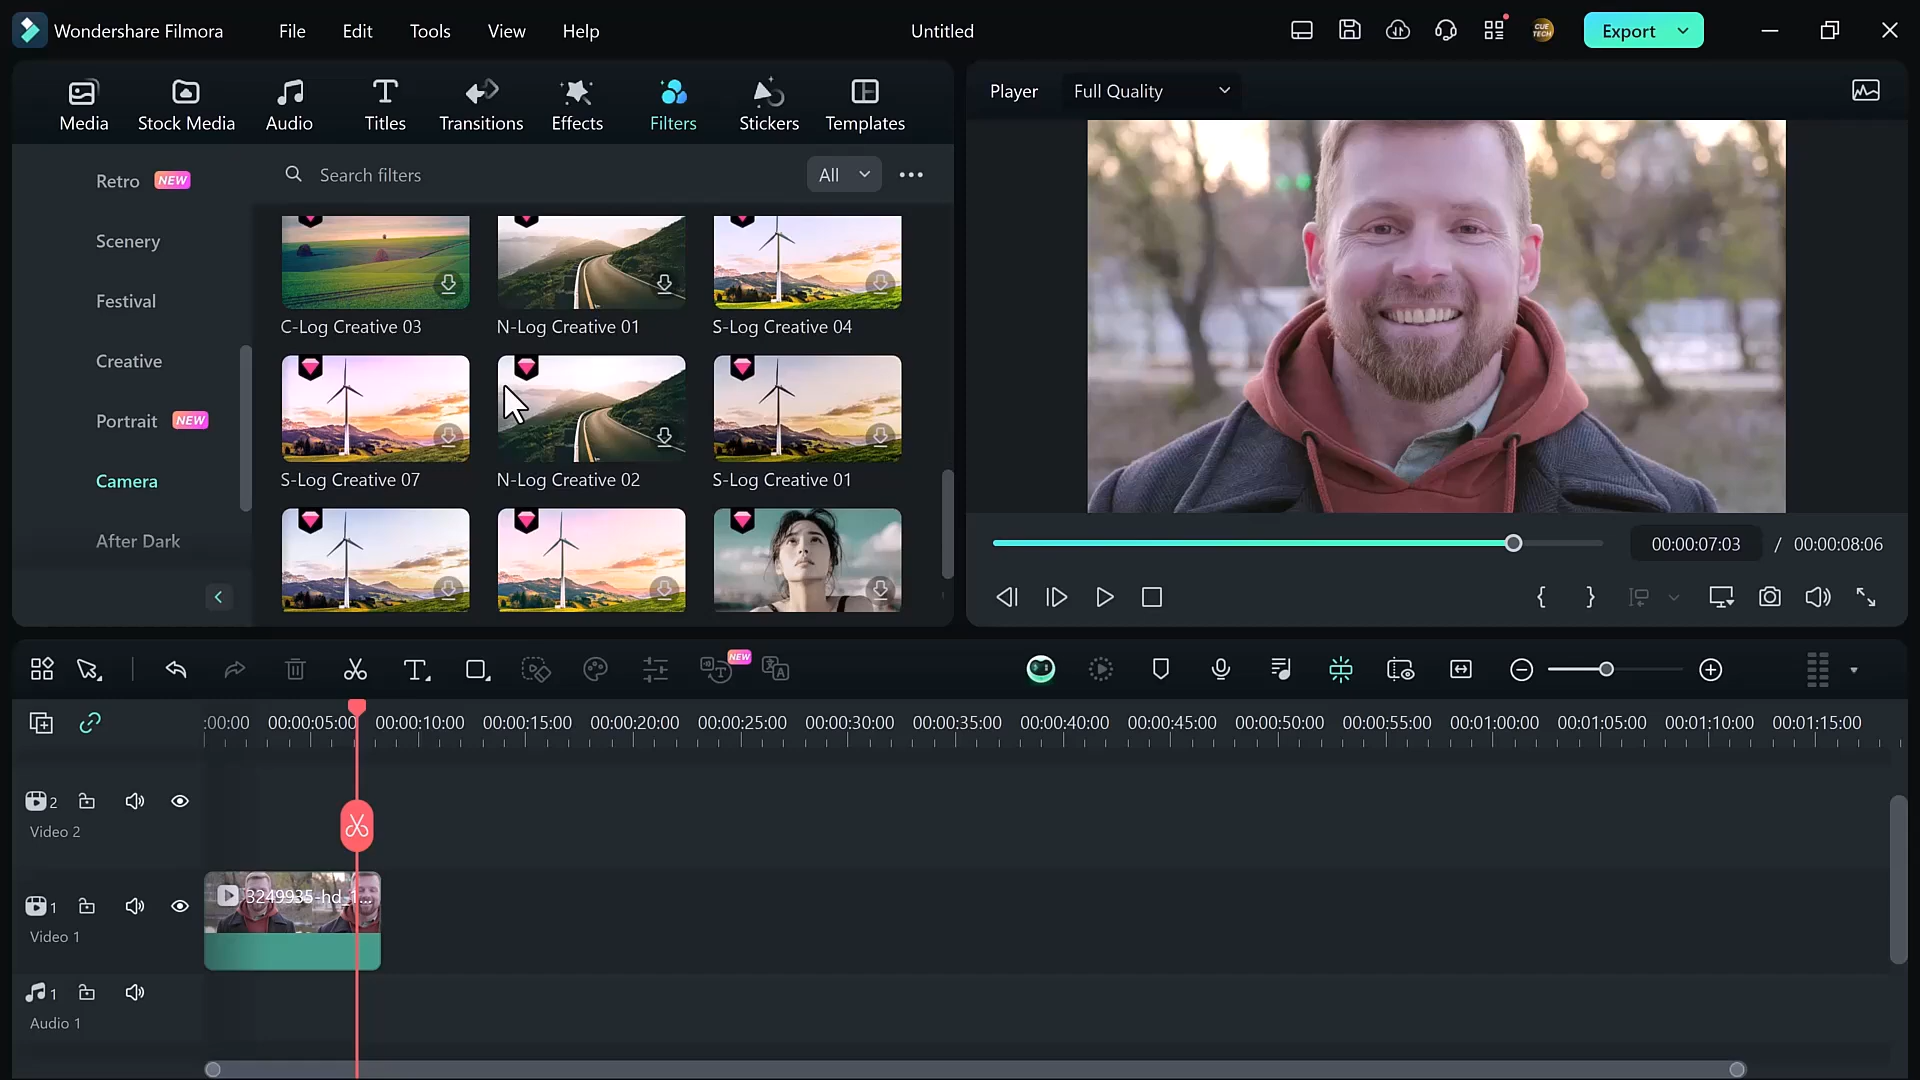 Wondershare Filmora
File
Edit
Tools
View
Help
Untitled
CUE
TECH
Export
Media
Stock Media
Audio
Titles
Transitions
Effects
Filters
Stickers
Templates
Player
Full Quality
Retro NEW
Scenery
Festival
Creative
Portrait NEW
Camera
After Dark
Search filters
All
C-Log Creative 03
N-Log Creative 01
S-Log Creative 04
S-Log Creative 07
N-Log Creative 02
S-Log Creative 01
00:00:07:03 / 00:00:08:06
NEW
:00:00
00:00:05:00
00:00:10:00
00:00:15:00
00:00:20:00
00:00:25:00
00:00:30:00
00:00:35:00
00:00:40:00
00:00:45:00
00:00:50:00
00:00:55:00
00:01:00:00
00:01:05:00
00:01:10:00
00:01:15:00
2
Video 2
3249935-hd_1...
1
Video 1
1
Audio 1